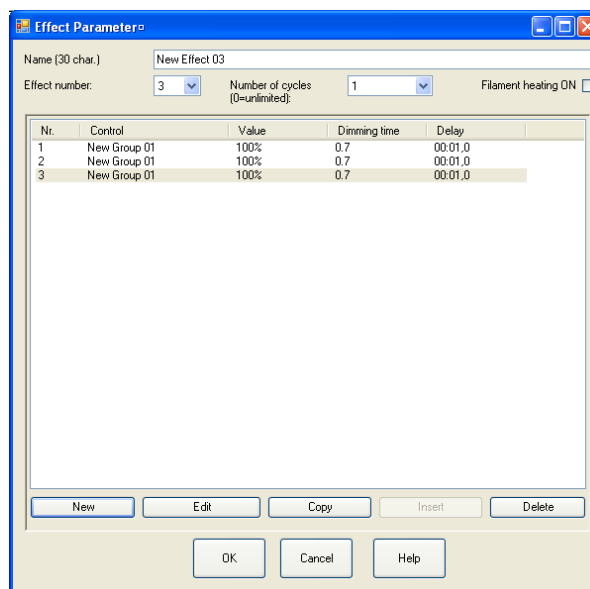 Effect Parameter¤
Name (30 char.) New Effect 03
Effect number: 3 Number of cycles (0=unlimited): 1 Filament heating ON
Nr. Control Value Dimming time Delay
1 New Group 01 100% 0.7 00:01,0
2 New Group 01 100% 0.7 00:01,0
3 New Group 01 100% 0.7 00:01,0
New Edit Copy Insert Delete
OK Cancel Help